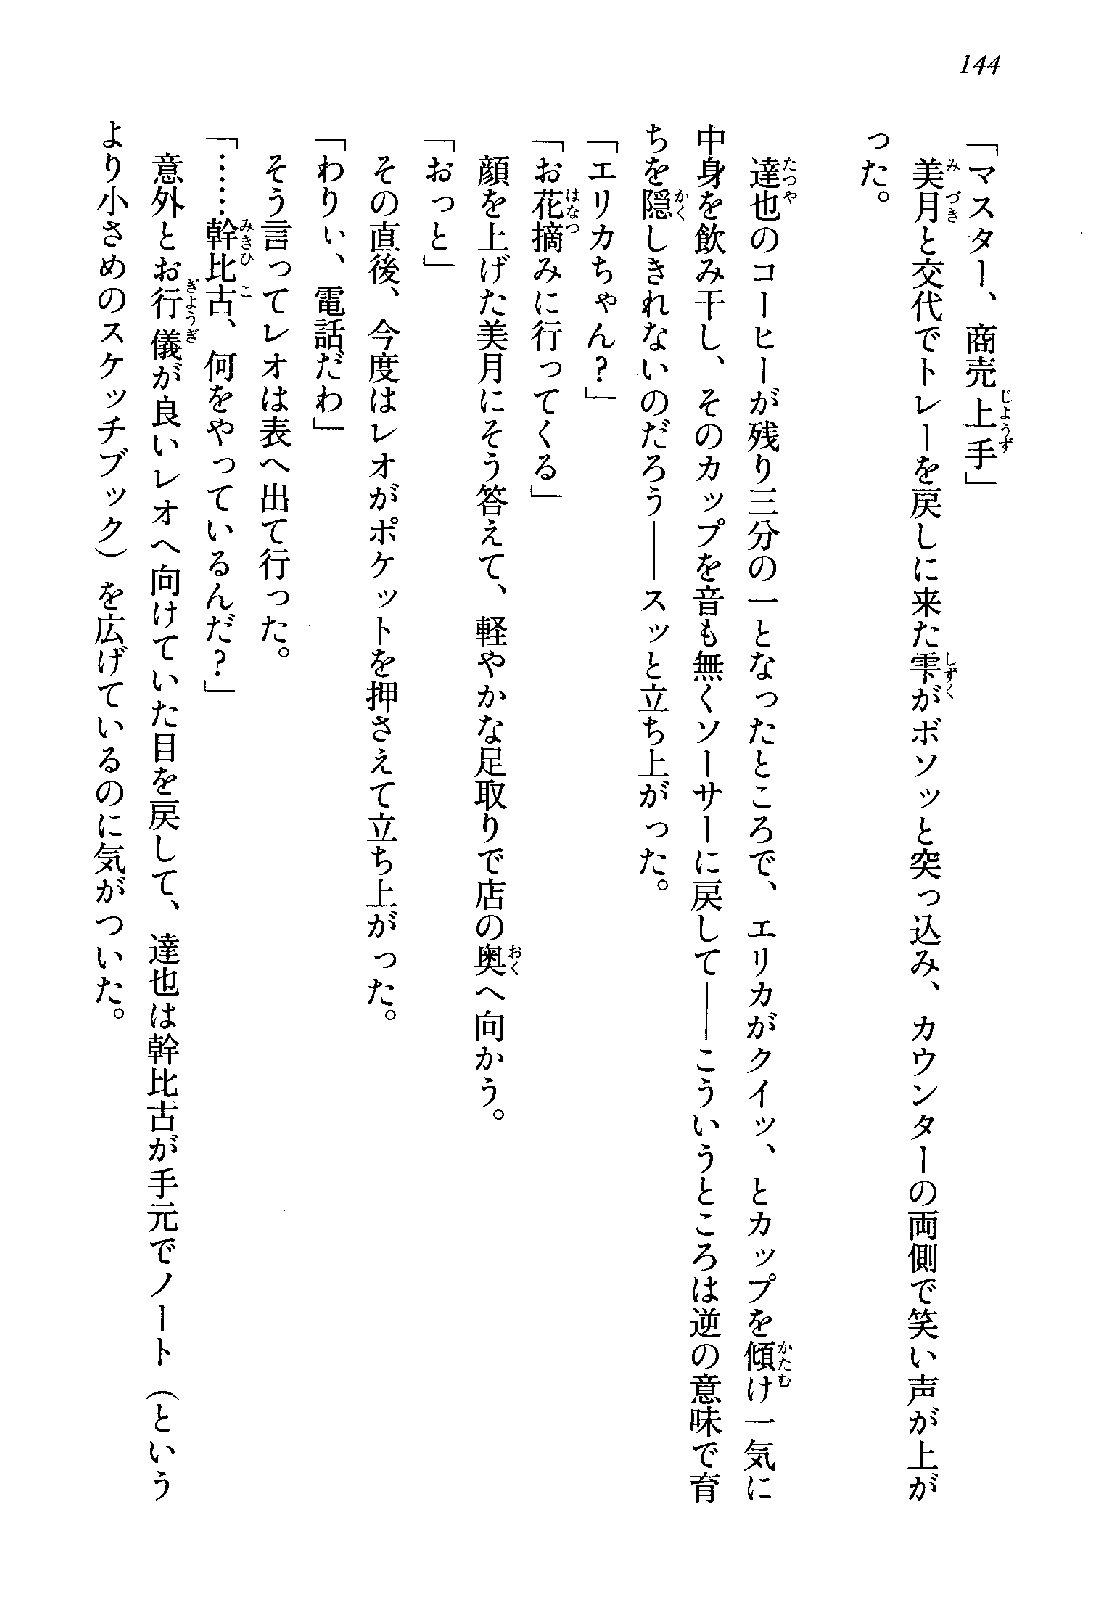 144
「マスター、商売上手」
美月と交代でトレーを戻しに来た雫がボソッと突っ込み、カウンターの両側で笑い声が上が
った。
達也のコーヒーが残り三分の一となったところで、エリカがクイッ、とカップを傾け一気に
中身を飲み干し、そのカップを音も無くソーサーに戻して――こういうところは逆の意味で育
ちを隠しきれないのだろう――スッと立ち上がった。
「エリカちゃん？」
「お花摘みに行ってくる」
顔を上げた美月にそう答えて、軽やかな足取りで店の奥へ向かう。
「おっと」
その直後、今度はレオがポケットを押さえて立ち上がった。
「わりぃ、電話だわ」
そう言ってレオは表へ出て行った。
「……幹比古、何をやっているんだ？」
意外とお行儀が良いレオへ向けていた目を戻して、達也は幹比古が手元でノート（という
より小さめのスケッチブック）を広げているのに気がついた。